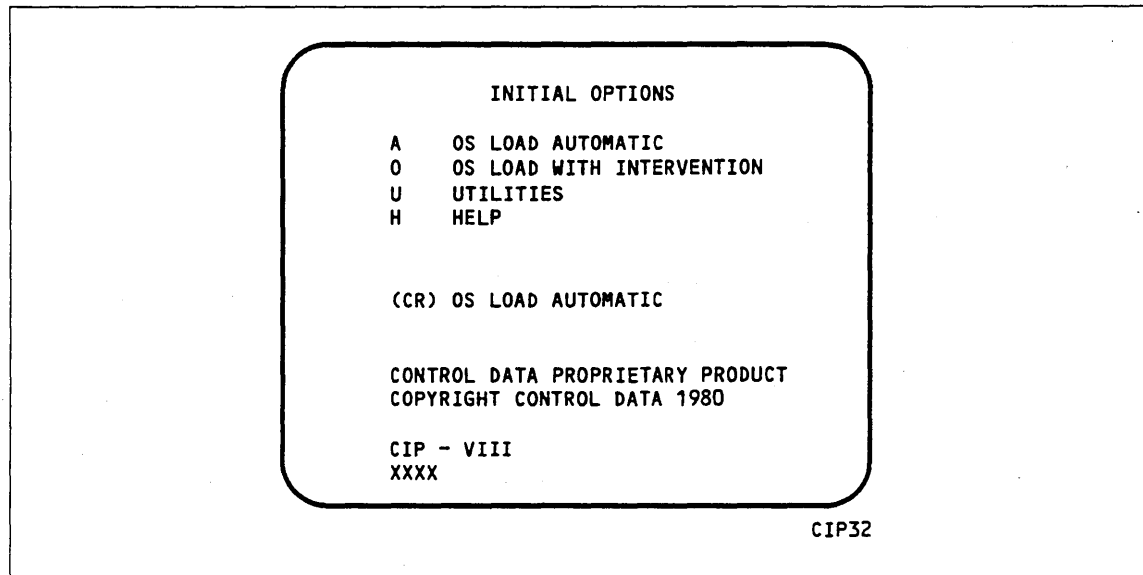 INITIAL OPTIONS
A OS LOAD AUTOMATIC
O OS LOAD WITH INTERVENTION
U UTILITIES
H HELP
(CR) OS LOAD AUTOMATIC
CONTROL DATA PROPRIETARY PRODUCT
COPYRIGHT CONTROL DATA 1980
CIP - VIII
XXXX
CIP32